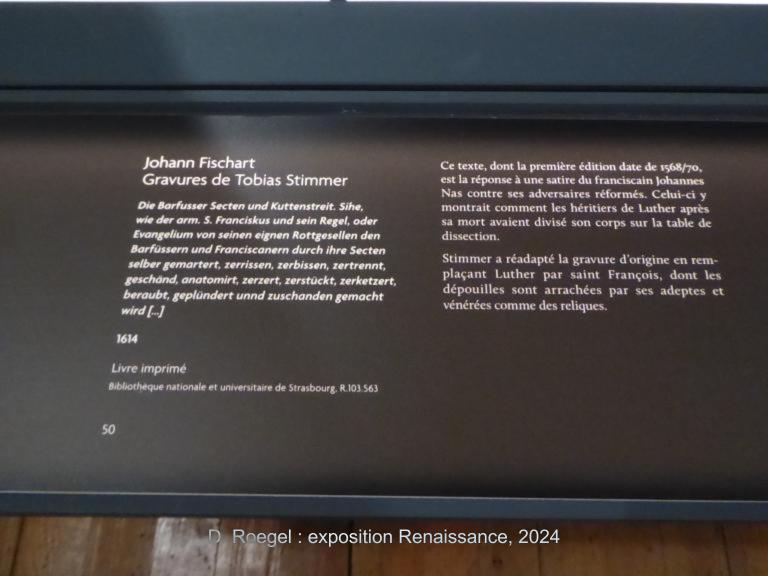 Johann Fischart
Gravures de Tobias Stimmer
Die Barfusser Secten und Kuttenstreit. Sihe,
wie der arm. S. Franciskus und sein Regel, oder
Evangelium von seinen eignen Rottgesellen den
Barfüssern und Franciscanern durch ihre Secten
selber gemartert, zerrissen, zerbissen, zertrennt,
geschänd, anatomirt, zerzert, zerstückt, zerketzert,
beraubt, geplündert unnd zuschanden gemacht
wird [...]
1614
Livre imprimé
Bibliothèque nationale et universitaire de Strasbourg, R.103.563
50
Ce texte, dont la première édition date de 1568/70,
est la réponse à une satire du franciscain Johannes
Nas contre ses adversaires réformés. Celui-ci y
montrait comment les héritiers de Luther après
sa mort avaient divisé son corps sur la table de
dissection.
Stimmer a réadapté la gravure d'origine en rem-
plaçant Luther par saint François, dont les
dépouilles sont arrachées par ses adeptes et
vénérées comme des reliques.
D. Roegel : exposition Renaissance, 2024